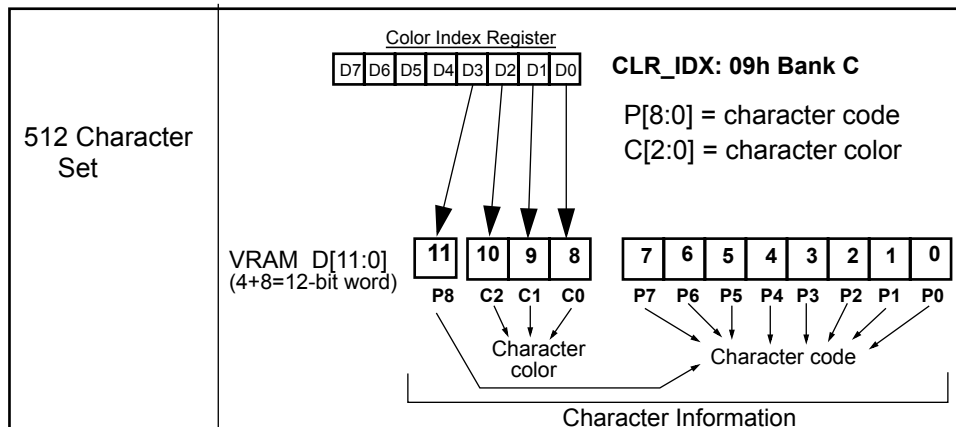 Color Index Register
D7 D6 D5 D4 D3 D2 D1 D0
CLR_IDX: 09h Bank C
P[8:0] = character code
C[2:0] = character color
512 Character
Set
VRAM D[11:0]
(4+8=12-bit word)
11 10 9 8 7 6 5 4 3 2 1 0
P8 C2 C1 C0 P7 P6 P5 P4 P3 P2 P1 P0
Character
color
Character code
Character Information